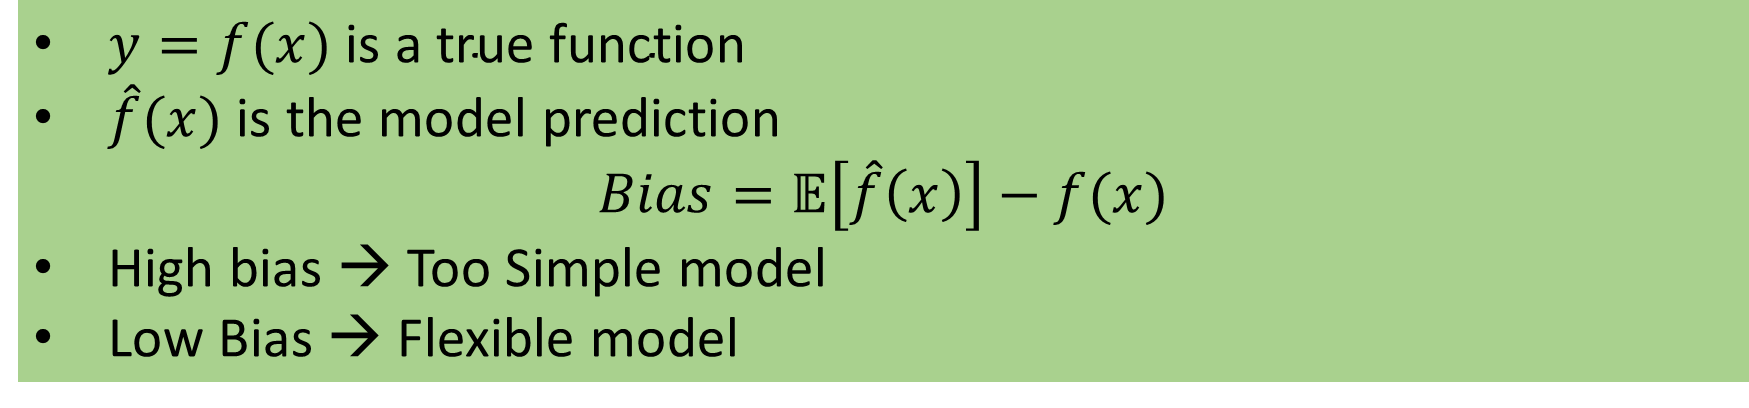 • y = f(x) is a true function
• f̂(x) is the model prediction
Bias = 𝔼[f̂(x)] − f(x)
• High bias → Too Simple model
• Low Bias → Flexible model